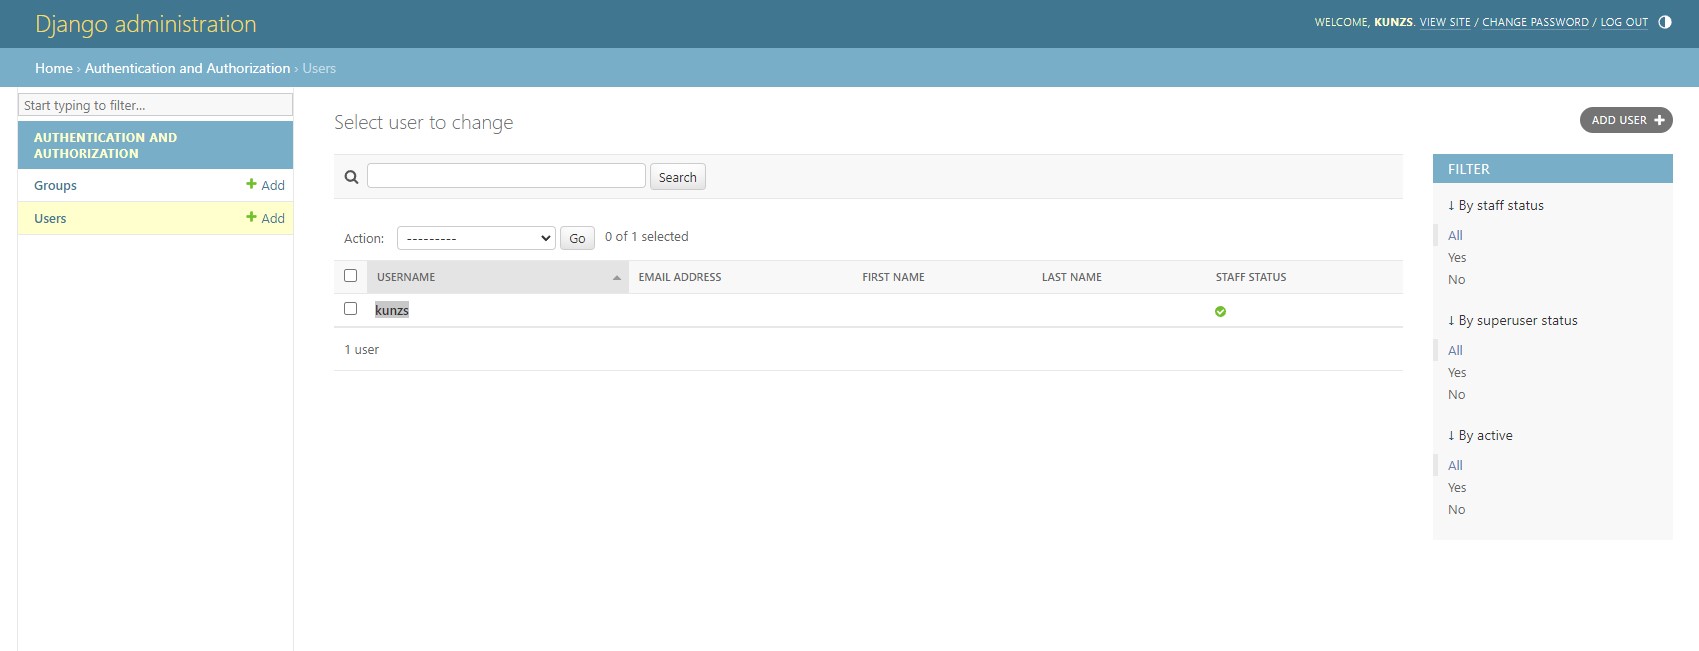 Django administration
WELCOME, KUNZS. VIEW SITE / CHANGE PASSWORD / LOG OUT
Home › Authentication and Authorization › Users
Start typing to filter...
AUTHENTICATION AND
AUTHORIZATION
Groups + Add
Users + Add
Select user to change
ADD USER +
Search
Action: --------- Go 0 of 1 selected
USERNAME EMAIL ADDRESS FIRST NAME LAST NAME STAFF STATUS
kunzs
1 user
FILTER
↓ By staff status
All
Yes
No
↓ By superuser status
All
Yes
No
↓ By active
All
Yes
No